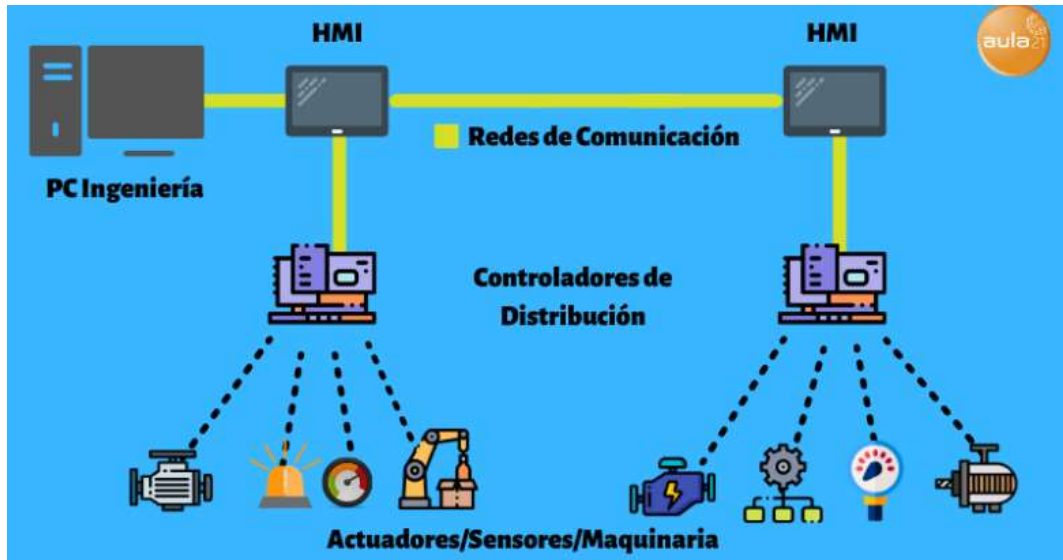 HMI
HMI
aula21
Redes de Comunicación
PC Ingeniería
Controladores de
Distribución
Actuadores/Sensores/Maquinaria